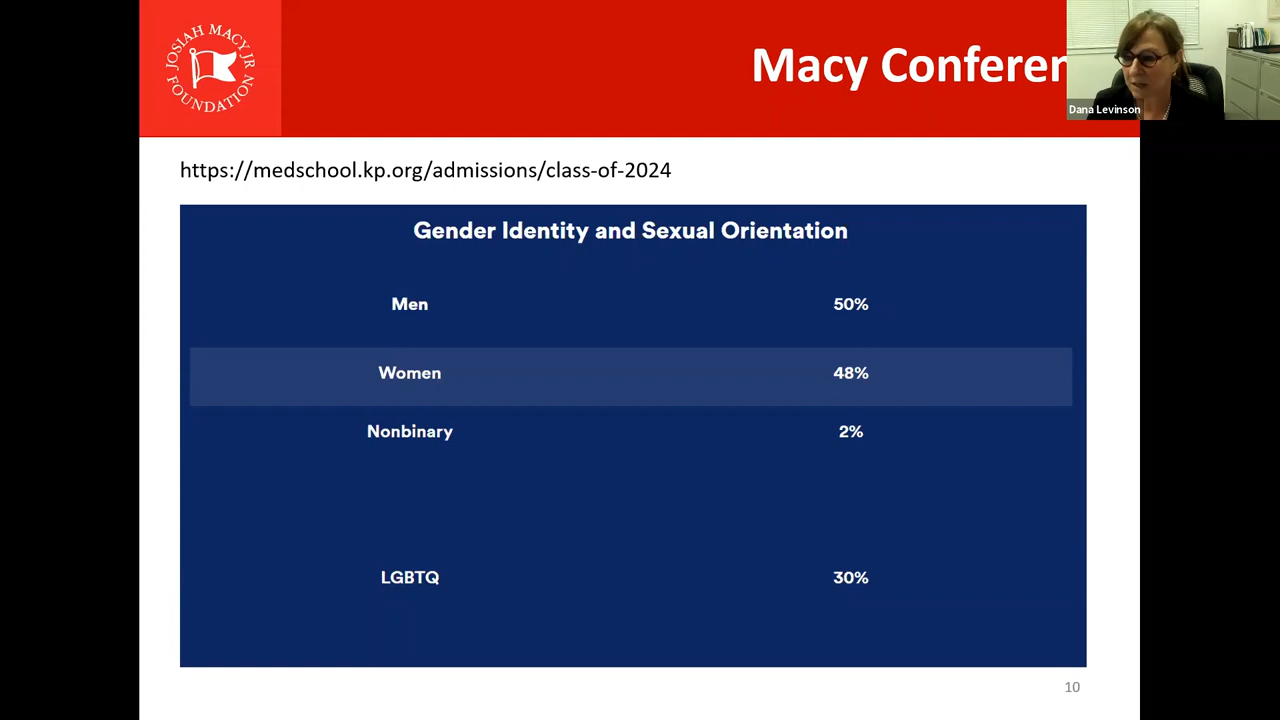 JOSIAH MACY JR
FOUNDATION
Macy Conferen
Dana Levinson
https://medschool.kp.org/admissions/class-of-2024
Gender Identity and Sexual Orientation
Men 50%
Women 48%
Nonbinary 2%
LGBTQ 30%
10